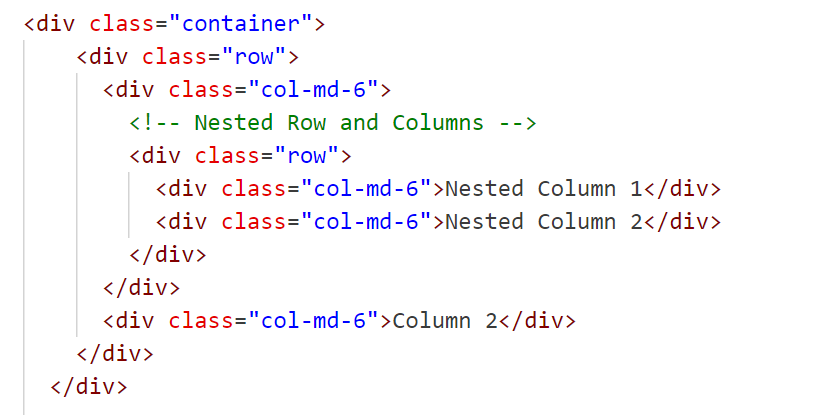 <div class="container">
    <div class="row">
      <div class="col-md-6">
        <!-- Nested Row and Columns -->
        <div class="row">
          <div class="col-md-6">Nested Column 1</div>
          <div class="col-md-6">Nested Column 2</div>
        </div>
      </div>
      <div class="col-md-6">Column 2</div>
    </div>
  </div>